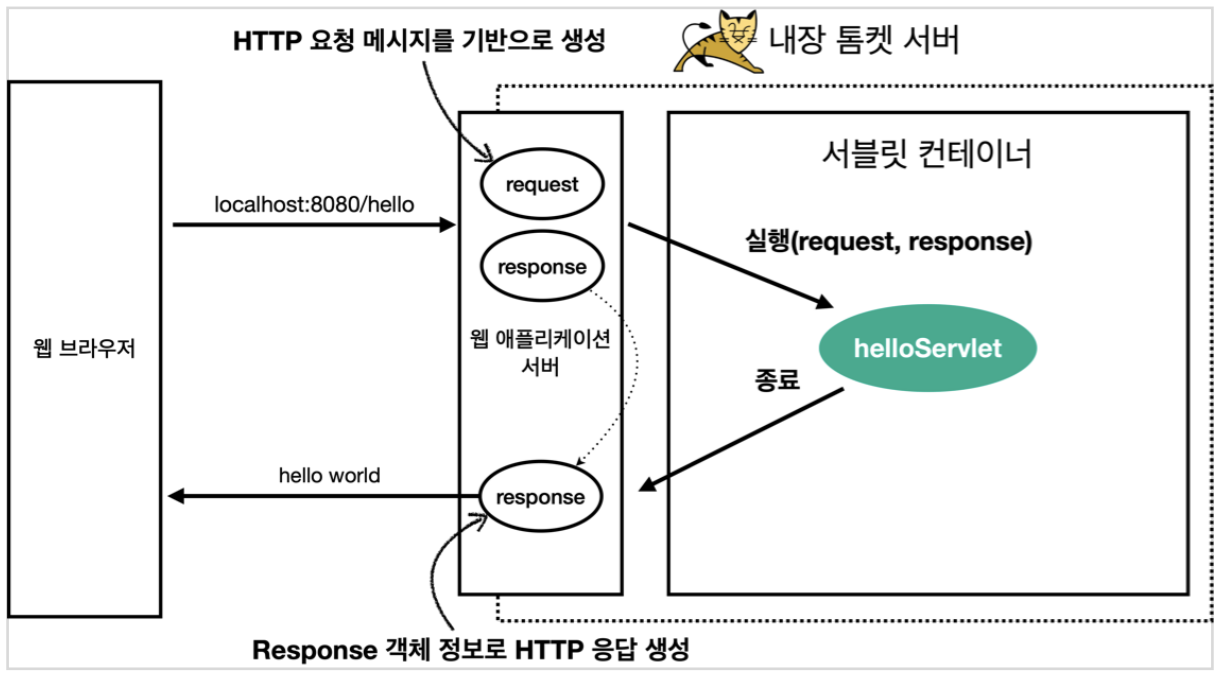 HTTP 요청 메시지를 기반으로 생성
내장 톰켓 서버
서블릿 컨테이너
request
localhost:8080/hello
실행(request, response)
response
웹 애플리케이션
서버
웹 브라우저
helloServlet
종료
hello world
response
Response 객체 정보로 HTTP 응답 생성